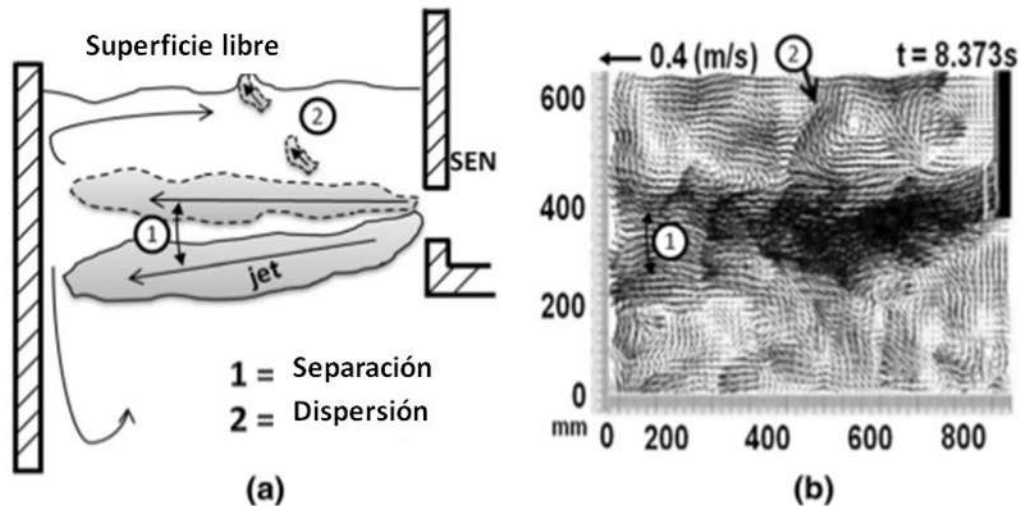 Superficie libre
2
SEN
1
jet
1 = Separación
2 = Dispersión
(a)
0.4 (m/s)
2
t = 8.373s
600
400
1
200
0
mm
0 200 400 600 800
(b)